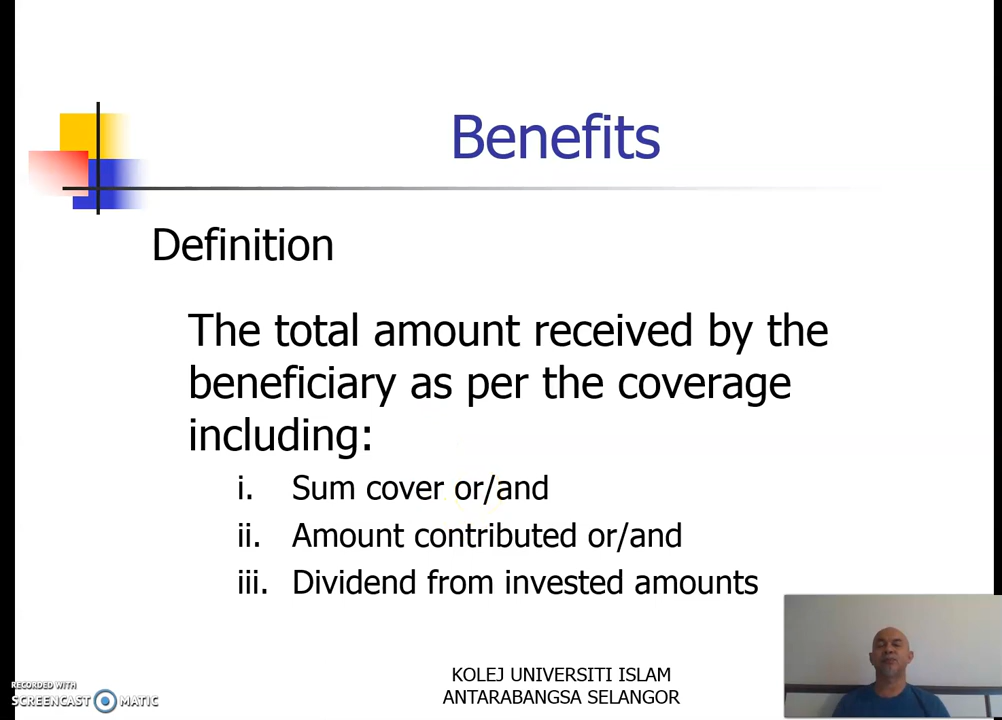 Benefits
Definition
The total amount received by the
beneficiary as per the coverage
including:
i. Sum cover or/and
ii. Amount contributed or/and
iii. Dividend from invested amounts
KOLEJ UNIVERSITI ISLAM
ANTARABANGSA SELANGOR
RECORDED WITH
SCREENCAST MATIC